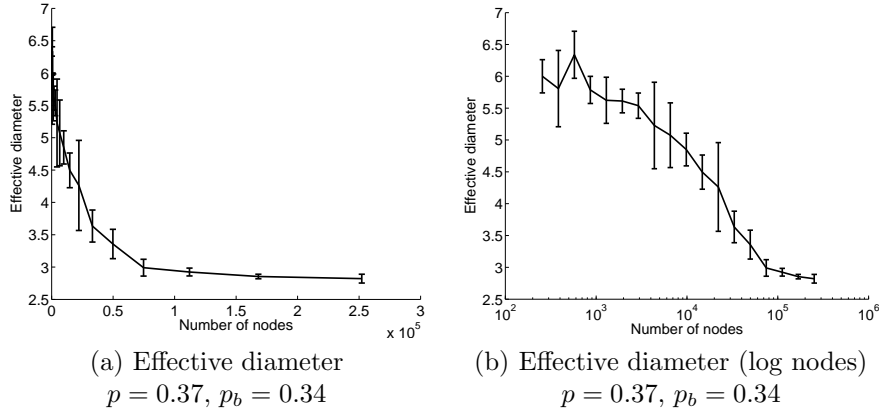 7
6.5
6
5.5
5
4.5
4
3.5
3
2.5
Effective diameter
0 0.5 1 1.5 2 2.5 3
Number of nodes
x 10^5
(a) Effective diameter
p = 0.37, p_b = 0.34
7
6.5
6
5.5
5
4.5
4
3.5
3
2.5
Effective diameter
10^2 10^3 10^4 10^5 10^6
Number of nodes
(b) Effective diameter (log nodes)
p = 0.37, p_b = 0.34